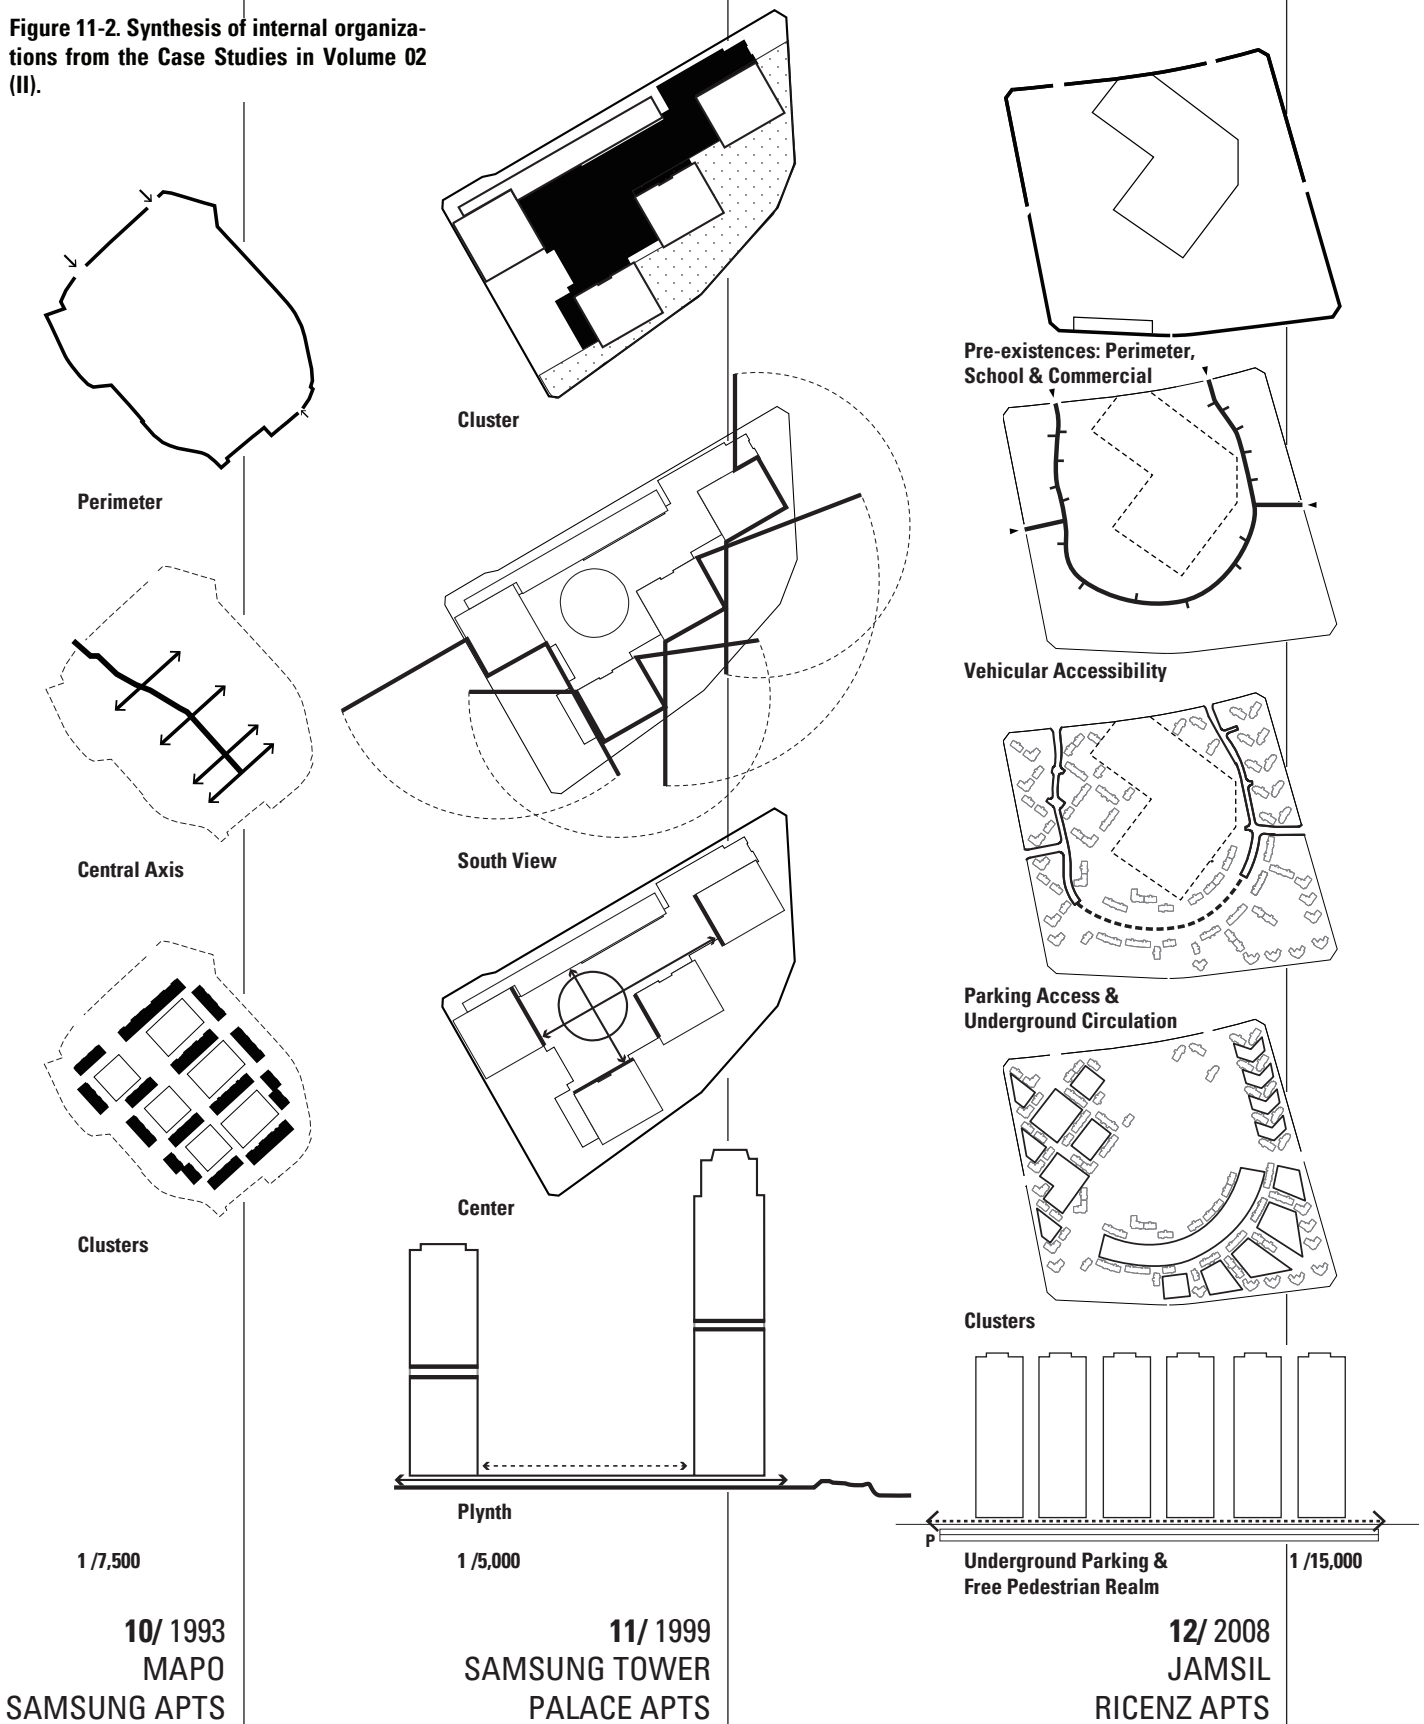 Figure 11-2. Synthesis of internal organiza-
tions from the Case Studies in Volume 02
(II).
Perimeter
Central Axis
Clusters
1 /7,500
10/ 1993
MAPO
SAMSUNG APTS
Cluster
South View
Center
Plynth
1 /5,000
11/ 1999
SAMSUNG TOWER
PALACE APTS
Pre-existences: Perimeter,
School & Commercial
Vehicular Accessibility
Parking Access &
Underground Circulation
Clusters
P
Underground Parking &
Free Pedestrian Realm
1 /15,000
12/ 2008
JAMSIL
RICENZ APTS